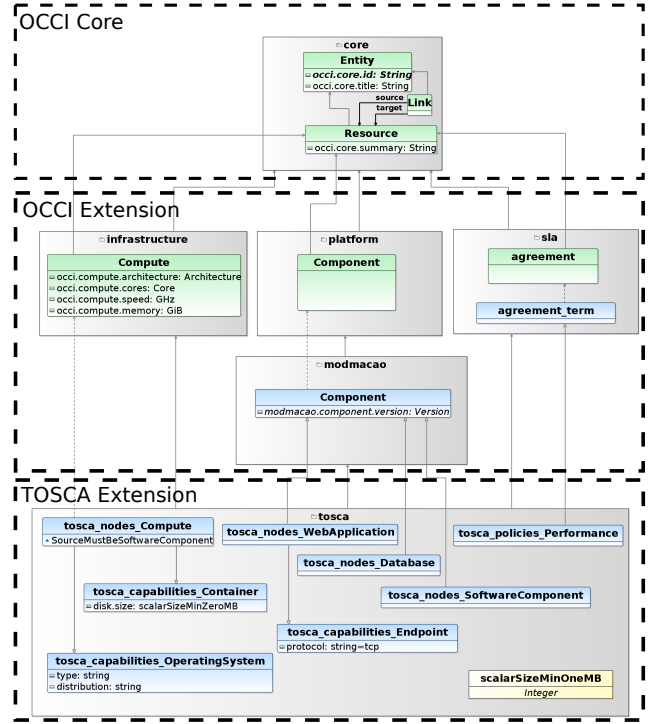 OCCI Core
core
Entity
occi.core.id: String
occi.core.title: String
Link
source
target
Resource
occi.core.summary: String
OCCI Extension
infrastructure
Compute
occi.compute.architecture: Architecture
occi.compute.cores: Core
occi.compute.speed: GHz
occi.compute.memory: GiB
platform
Component
sla
agreement
agreement_term
modmacao
Component
modmacao.component.version: Version
TOSCA Extension
tosca
tosca_nodes_Compute
SourceMustBeSoftwareComponent
tosca_nodes_WebApplication
tosca_policies_Performance
tosca_nodes_Database
tosca_capabilities_Container
disk.size: scalarSizeMinZeroMB
tosca_nodes_SoftwareComponent
tosca_capabilities_Endpoint
protocol: string=tcp
tosca_capabilities_OperatingSystem
type: string
distribution: string
scalarSizeMinOneMB
Integer